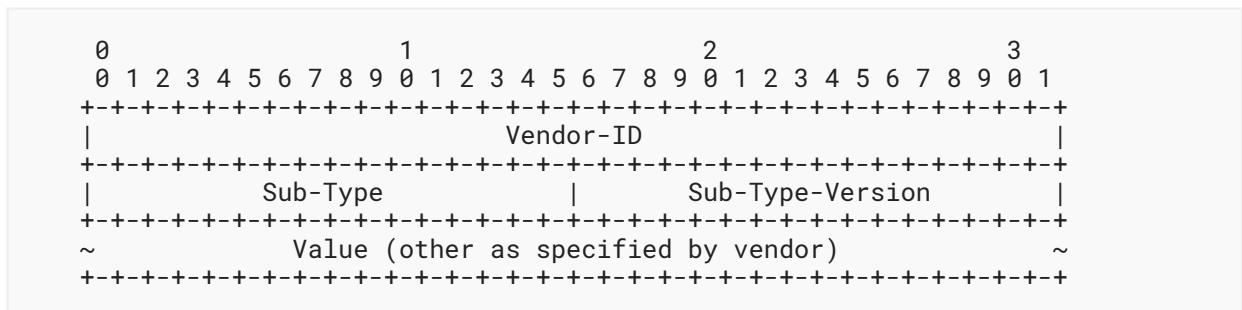 0                   1                   2                   3
 0 1 2 3 4 5 6 7 8 9 0 1 2 3 4 5 6 7 8 9 0 1 2 3 4 5 6 7 8 9 0 1
+-+-+-+-+-+-+-+-+-+-+-+-+-+-+-+-+-+-+-+-+-+-+-+-+-+-+-+-+-+-+-+-+
|                           Vendor-ID                           |
+-+-+-+-+-+-+-+-+-+-+-+-+-+-+-+-+-+-+-+-+-+-+-+-+-+-+-+-+-+-+-+-+
|           Sub-Type            |       Sub-Type-Version        |
+-+-+-+-+-+-+-+-+-+-+-+-+-+-+-+-+-+-+-+-+-+-+-+-+-+-+-+-+-+-+-+-+
~             Value (other as specified by vendor)              ~
+-+-+-+-+-+-+-+-+-+-+-+-+-+-+-+-+-+-+-+-+-+-+-+-+-+-+-+-+-+-+-+-+